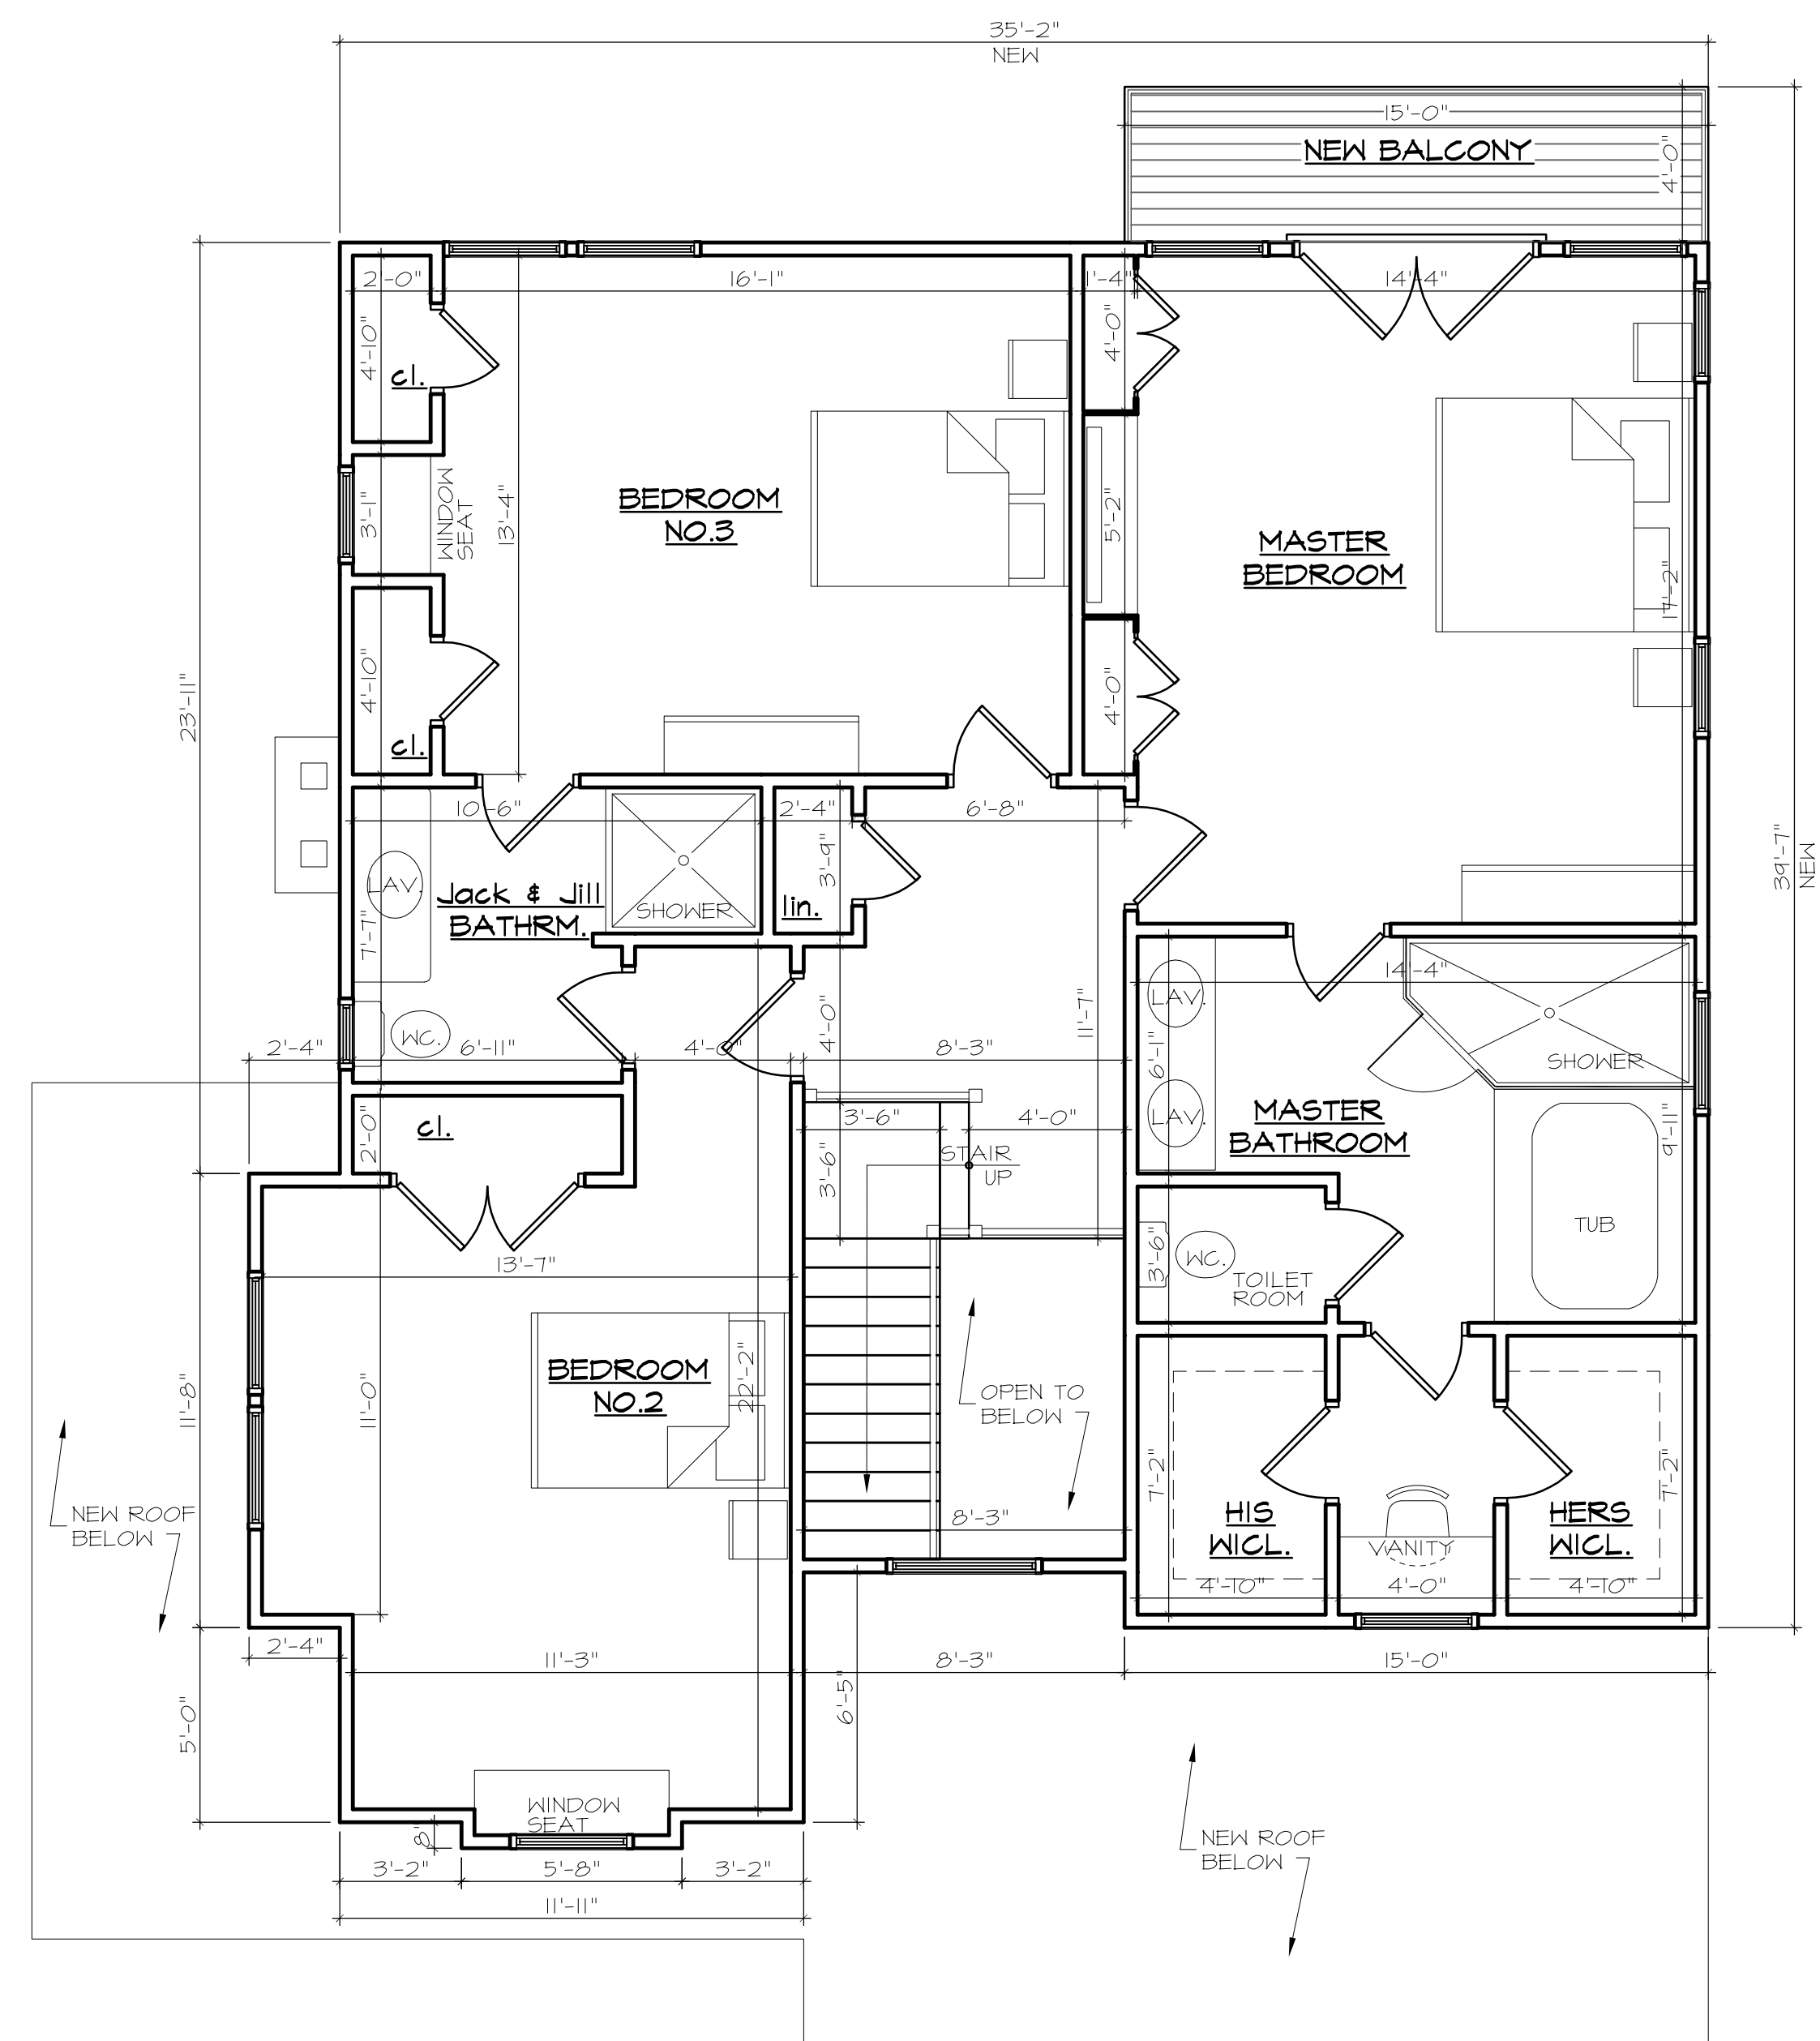 35'-2"
NEW
15'-0"
NEW BALCONY
4'-0"
2'-0"
16'-1"
1'-4"
14'-4"
4'-10"
cl.
4'-0"
3'-1"
WINDOW
SEAT
13'-4"
BEDROOM
NO.3
5'-2"
MASTER
BEDROOM
17'-2"
23'-11"
4'-10"
cl.
4'-0"
10'-6"
2'-4"
6'-8"
3'-9"
39'-7"
NEW
LAV.
Jack & Jill
BATHRM.
SHOWER
lin.
7'-7"
14'-4"
LAV.
WC.
2'-4"
6'-11"
4'-0"
4'-0"
8'-3"
11'-7"
6'-1"
SHOWER
cl.
2'-0"
3'-6"
4'-0"
LAV.
MASTER
BATHROOM
9'-11"
STAIR
UP
3'-6"
13'-7"
3'-6"
WC.
TOILET
ROOM
TUB
BEDROOM
NO.2
22'-2"
11'-8"
11'-0"
OPEN TO
BELOW
NEW ROOF
BELOW
7'-2"
7'-2"
8'-3"
HIS
WICL.
VANITY
HERS
WICL.
4'-10"
4'-0"
4'-10"
2'-4"
11'-3"
8'-3"
15'-0"
5'-0"
6'-5"
WINDOW
SEAT
8"
NEW ROOF
BELOW
3'-2"
5'-8"
3'-2"
11'-11"